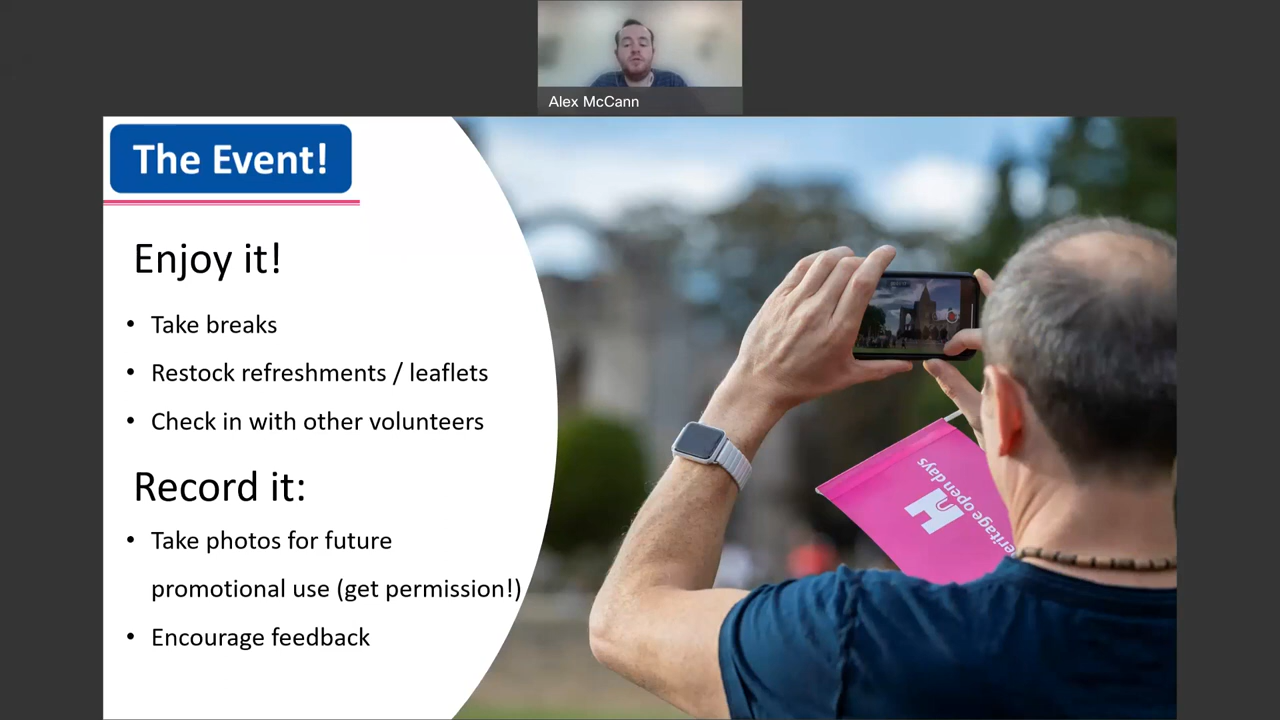 Alex McCann
The Event!
Enjoy it!
• Take breaks
• Restock refreshments / leaflets
• Check in with other volunteers
Record it:
• Take photos for future
promotional use (get permission!)
• Encourage feedback
H
heritage open days